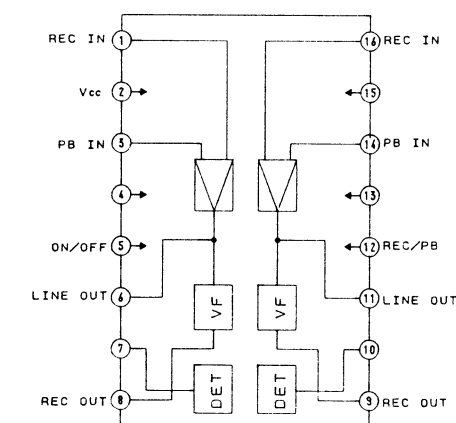 REC IN 1 16 REC IN
Vcc 2 15
PB IN 3 14 PB IN
4 13
ON/OFF 5 12 REC/PB
LINE OUT 6 VF VF 11 LINE OUT
7 10
REC OUT 8 DET DET 9 REC OUT